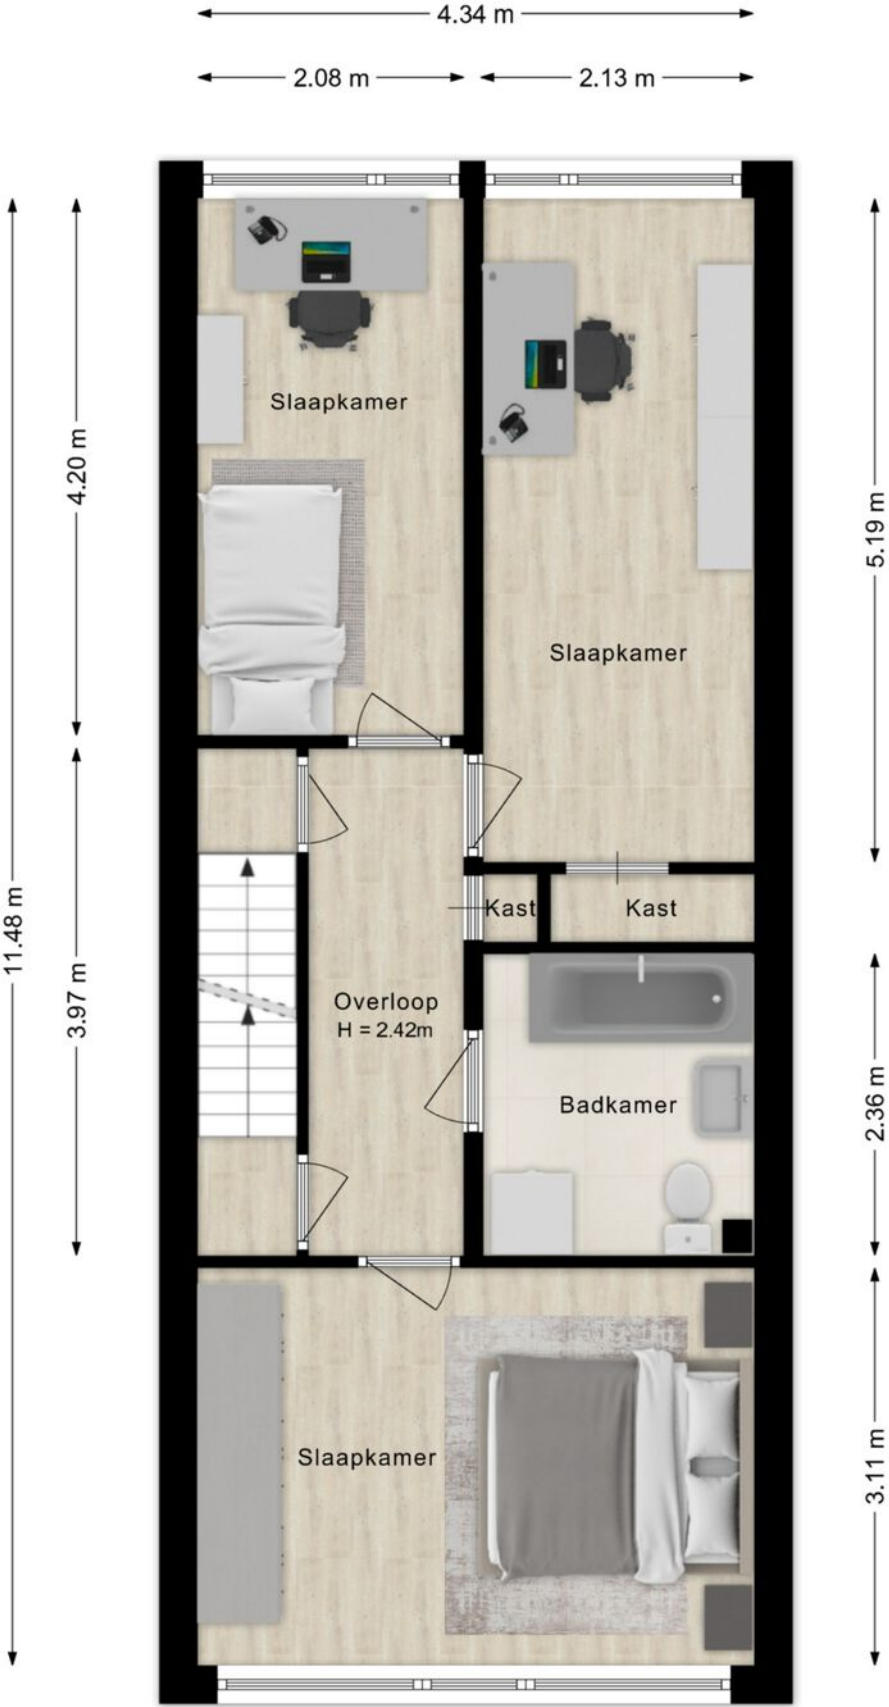 4.34 m
2.08 m
2.13 m
Slaapkamer
4.20 m
5.19 m
Slaapkamer
11.48 m
Kast
Kast
3.97 m
Overloop
H = 2.42m
Badkamer
2.36 m
Slaapkamer
3.11 m